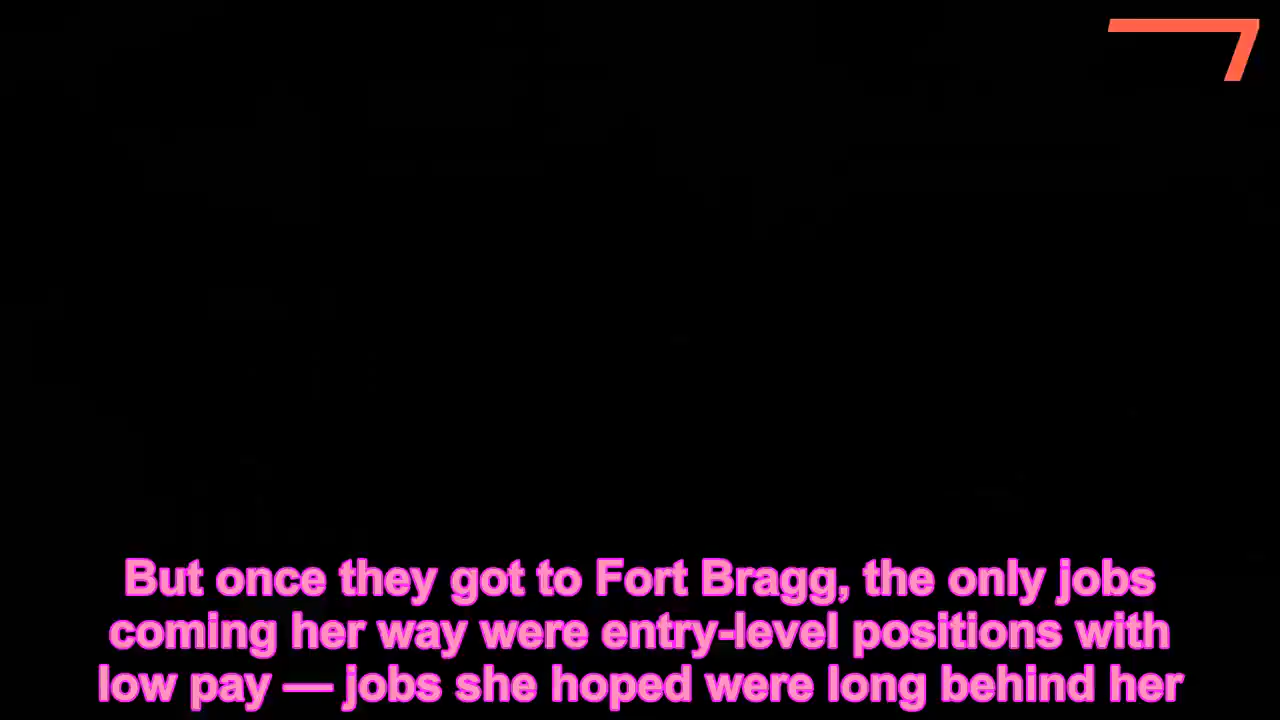 But once they got to Fort Bragg, the only jobs
coming her way were entry-level positions with
low pay — jobs she hoped were long behind her